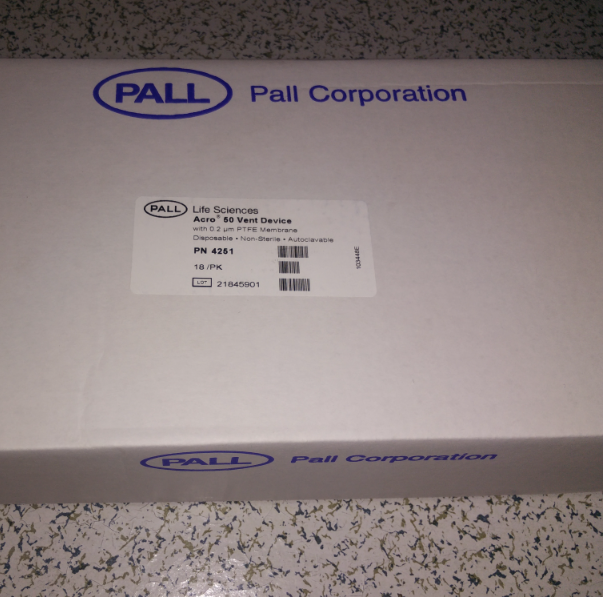 PALL Pall Corporation
PALL Life Sciences
Acro® 50 Vent Device
with 0.2 µm PTFE Membrane
Disposable • Non-Sterile • Autoclavable
PN 4251
18 /PK
LOT 21845901
103448E
PALL Pall Corporation